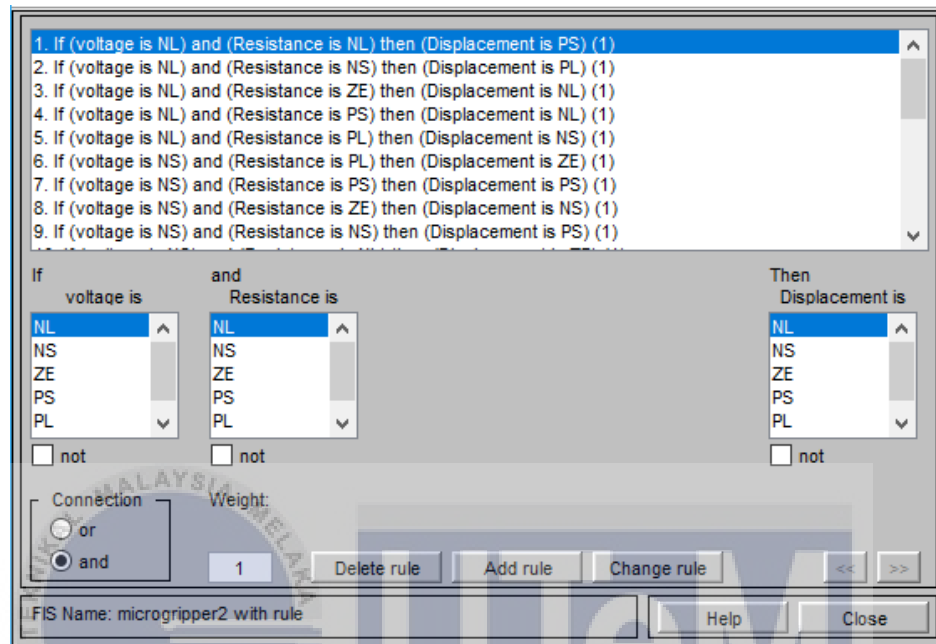 1. If (voltage is NL) and (Resistance is NL) then (Displacement is PS) (1)
2. If (voltage is NL) and (Resistance is NS) then (Displacement is PL) (1)
3. If (voltage is NL) and (Resistance is ZE) then (Displacement is NL) (1)
4. If (voltage is NL) and (Resistance is PS) then (Displacement is NL) (1)
5. If (voltage is NL) and (Resistance is PL) then (Displacement is NS) (1)
6. If (voltage is NS) and (Resistance is PL) then (Displacement is ZE) (1)
7. If (voltage is NS) and (Resistance is PS) then (Displacement is PS) (1)
8. If (voltage is NS) and (Resistance is ZE) then (Displacement is NS) (1)
9. If (voltage is NS) and (Resistance is NS) then (Displacement is PS) (1)
If
voltage is
NL
NS
ZE
PS
PL
not
and
Resistance is
NL
NS
ZE
PS
PL
not
Then
Displacement is
NL
NS
ZE
PS
PL
not
Connection
or
and
Weight:
1
Delete rule
Add rule
Change rule
<<
>>
FIS Name: microgripper2 with rule
Help
Close
MALAYSIA MELAKA